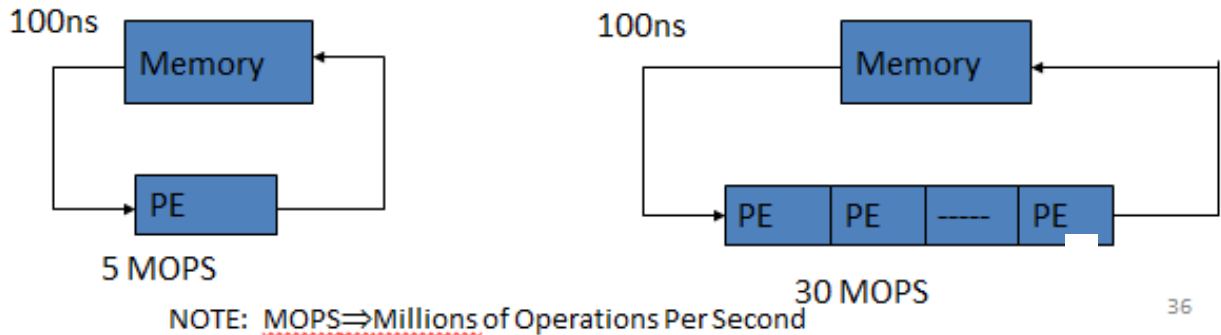 100ns
Memory
PE
5 MOPS
100ns
Memory
PE PE ----- PE
30 MOPS
NOTE: MOPS⇒Millions of Operations Per Second
36